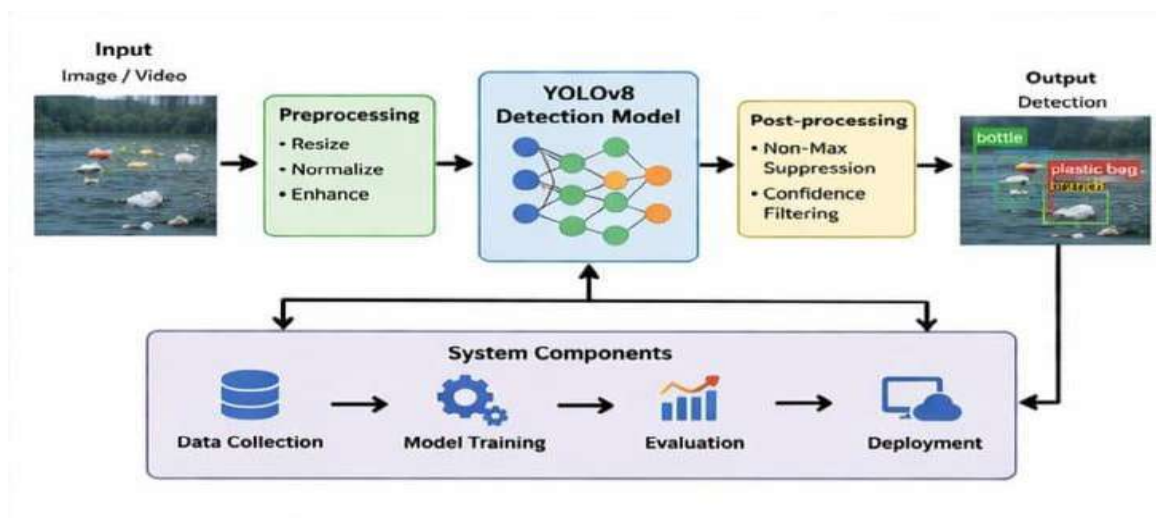 Input
Image / Video
Preprocessing
• Resize
• Normalize
• Enhance
YOLOv8
Detection Model
Post-processing
• Non-Max
Suppression
• Confidence
Filtering
Output
Detection
bottle
plastic bag
System Components
Data Collection
Model Training
Evaluation
Deployment